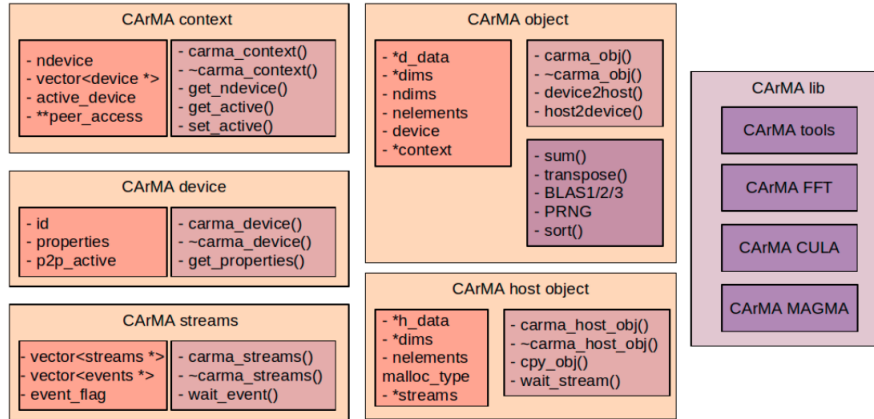 CArMA context
- ndevice
- vector<device *>
- active_device
- **peer_access
- carma_context()
- ~carma_context()
- get_ndevice()
- get_active()
- set_active()
CArMA device
- id
- properties
- p2p_active
- carma_device()
- ~carma_device()
- get_properties()
CArMA streams
- vector<streams *>
- vector<events *>
- event_flag
- carma_streams()
- ~carma_streams()
- wait_event()
CArMA object
- *d_data
- *dims
- ndims
- nelements
- device
- *context
- carma_obj()
- ~carma_obj()
- device2host()
- host2device()
- sum()
- transpose()
- BLAS1/2/3
- PRNG
- sort()
CArMA host object
- *h_data
- *dims
- nelements
malloc_type
- *streams
- carma_host_obj()
- ~carma_host_obj()
- cpy_obj()
- wait_stream()
CArMA lib
CArMA tools
CArMA FFT
CArMA CULA
CArMA MAGMA